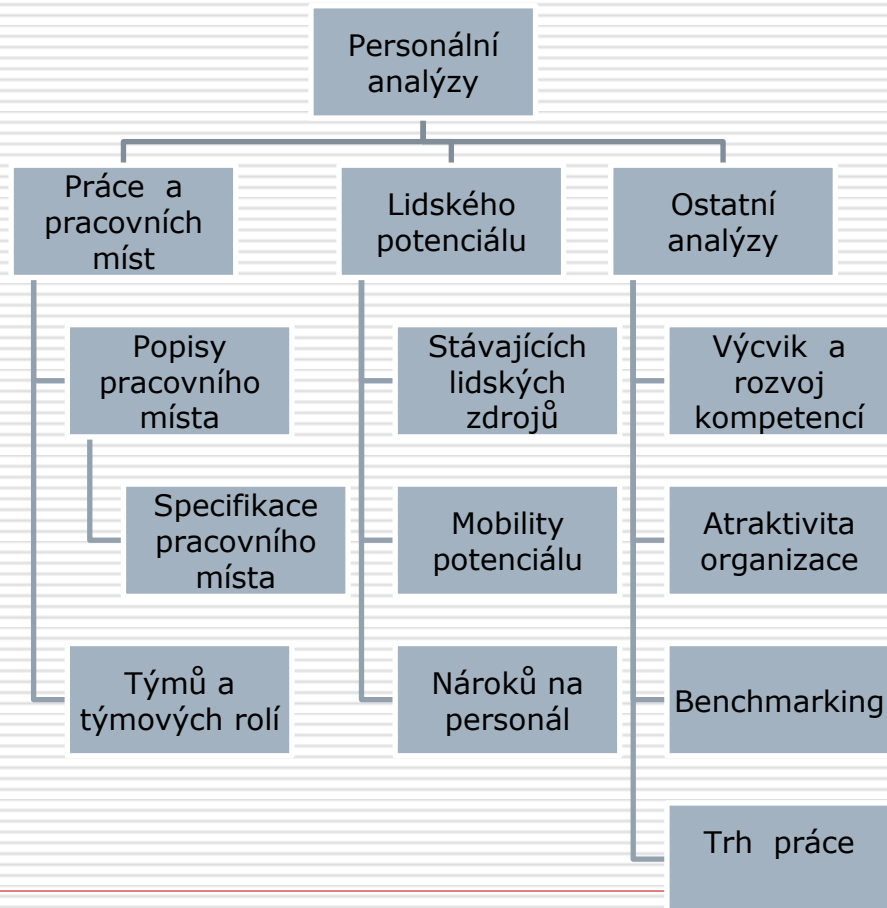 Personální
analýzy
Práce a
pracovních
míst
Lidského
potenciálu
Ostatní
analýzy
Popisy
pracovního
místa
Stávajících
lidských
zdrojů
Výcvik a
rozvoj
kompetencí
Specifikace
pracovního
místa
Mobility
potenciálu
Atraktivita
organizace
Týmů a
týmových rolí
Nároků na
personál
Benchmarking
Trh práce